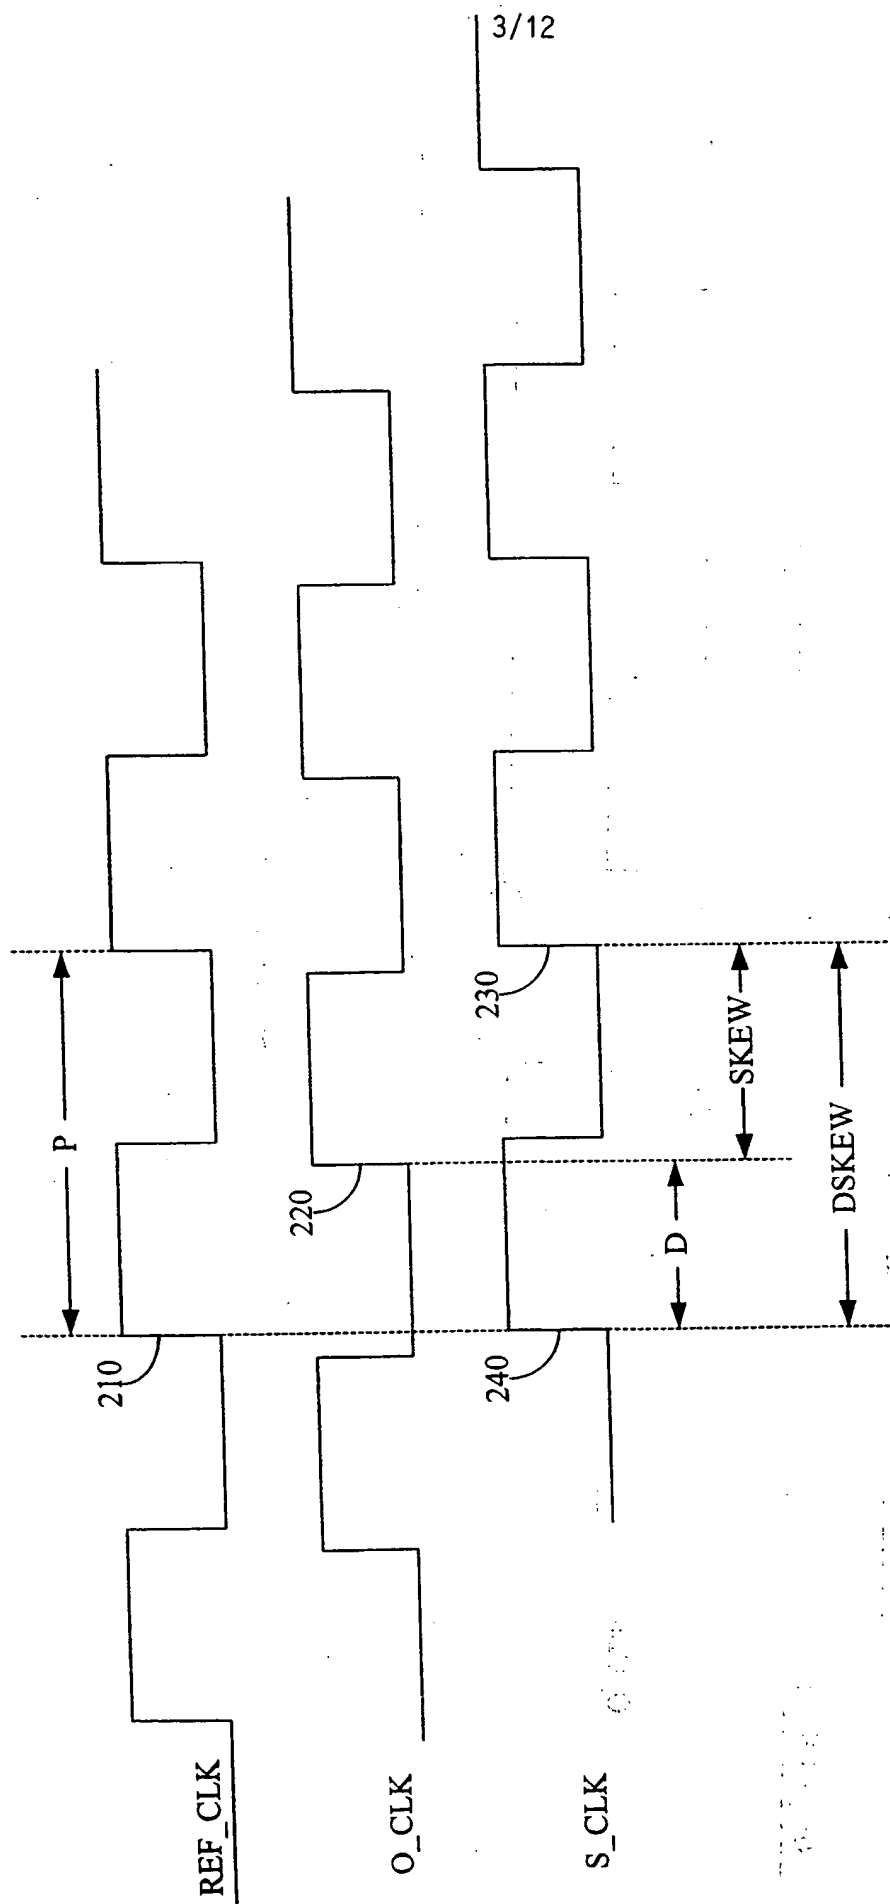 3/12
P
210
REF_CLK
220
O_CLK
230
240
S_CLK
D
SKEW
DSKEW